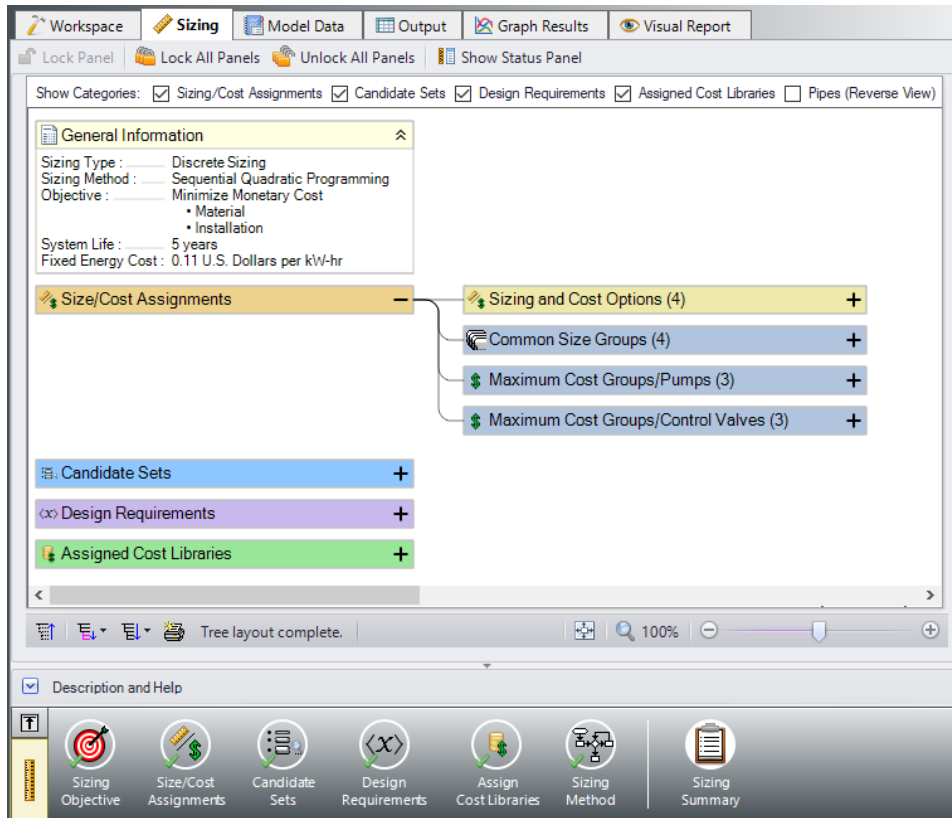 Workspace Sizing Model Data Output Graph Results Visual Report
Lock Panel Lock All Panels Unlock All Panels Show Status Panel
Show Categories: Sizing/Cost Assignments Candidate Sets Design Requirements Assigned Cost Libraries Pipes (Reverse View)
General Information
Sizing Type : Discrete Sizing
Sizing Method : Sequential Quadratic Programming
Objective : Minimize Monetary Cost
• Material
• Installation
System Life : 5 years
Fixed Energy Cost : 0.11 U.S. Dollars per kW-hr
Size/Cost Assignments
Sizing and Cost Options (4)
Common Size Groups (4)
Maximum Cost Groups/Pumps (3)
Maximum Cost Groups/Control Valves (3)
Candidate Sets
<x> Design Requirements
Assigned Cost Libraries
Tree layout complete. 100%
Description and Help
<x>
Sizing Objective
Size/Cost Assignments
Candidate Sets
Design Requirements
Assign Cost Libraries
Sizing Method
Sizing Summary